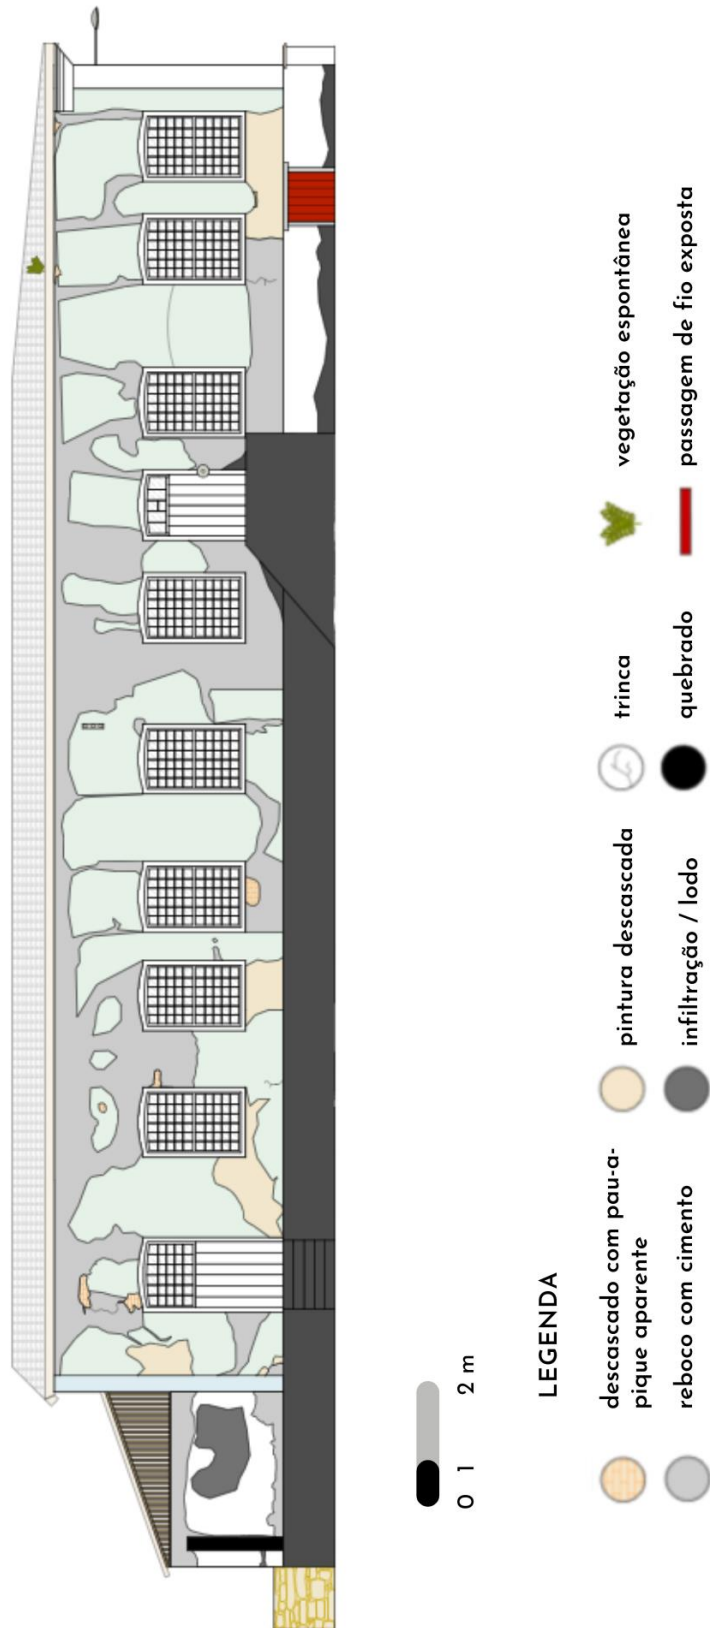 0 1 2 m
LEGENDA
descascado com pau-a-
pique aparente
pintura descascada
trinca
vegetação espontânea
reboco com cimento
infiltração / lodo
quebrado
passagem de fio exposta